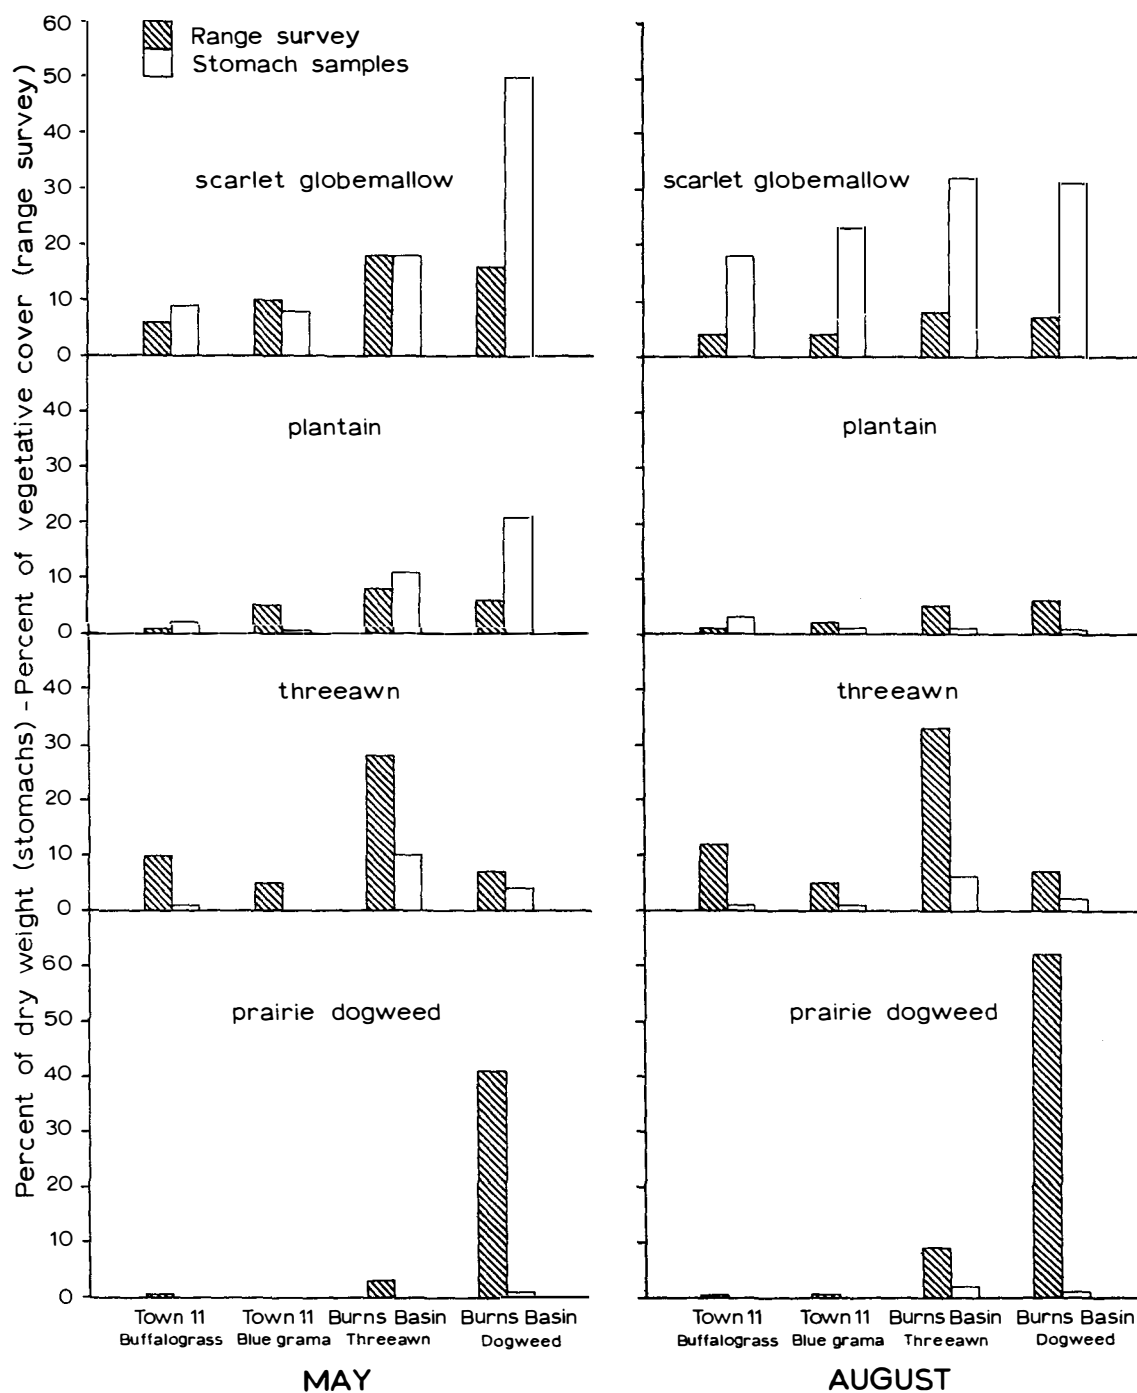 Percent of dry weight (stomachs) - Percent of vegetative cover (range survey)
Range survey
Stomach samples
60
50
40
30
20
10
0
scarlet globemallow
scarlet globemallow
40
30
20
10
0
plantain
plantain
40
30
20
10
0
threeawn
threeawn
60
50
40
30
20
10
0
prairie dogweed
prairie dogweed
Town 11
Buffalograss
Town 11
Blue grama
Burns Basin
Threeawn
Burns Basin
Dogweed
MAY
Town 11
Buffalograss
Town 11
Blue grama
Burns Basin
Threeawn
Burns Basin
Dogweed
AUGUST